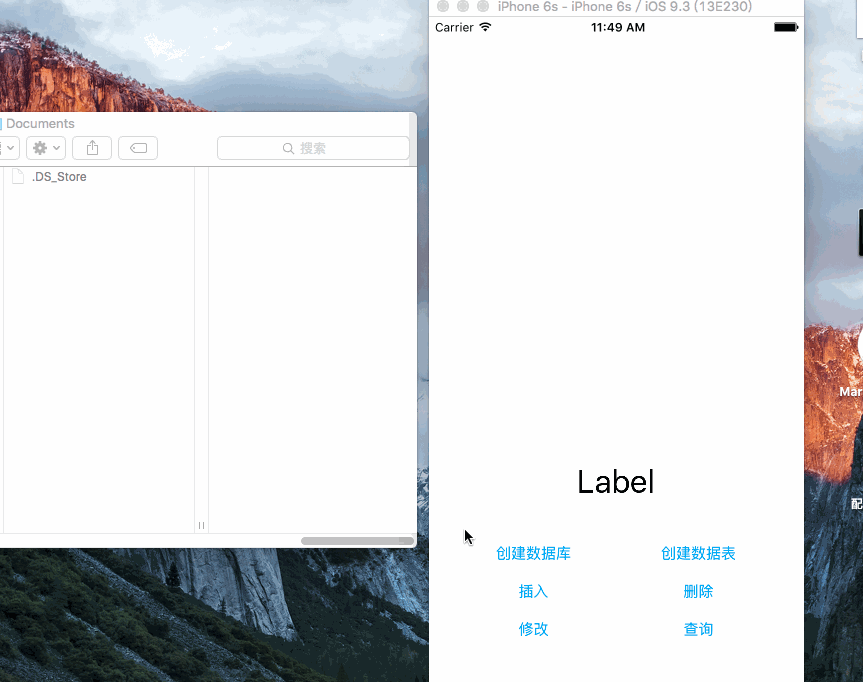 iPhone 6s - iPhone 6s / iOS 9.3 (13E230)
Carrier
11:49 AM
Documents
搜索
.DS_Store
Mar
Label
配
创建数据库
创建数据表
插入
删除
修改
查询